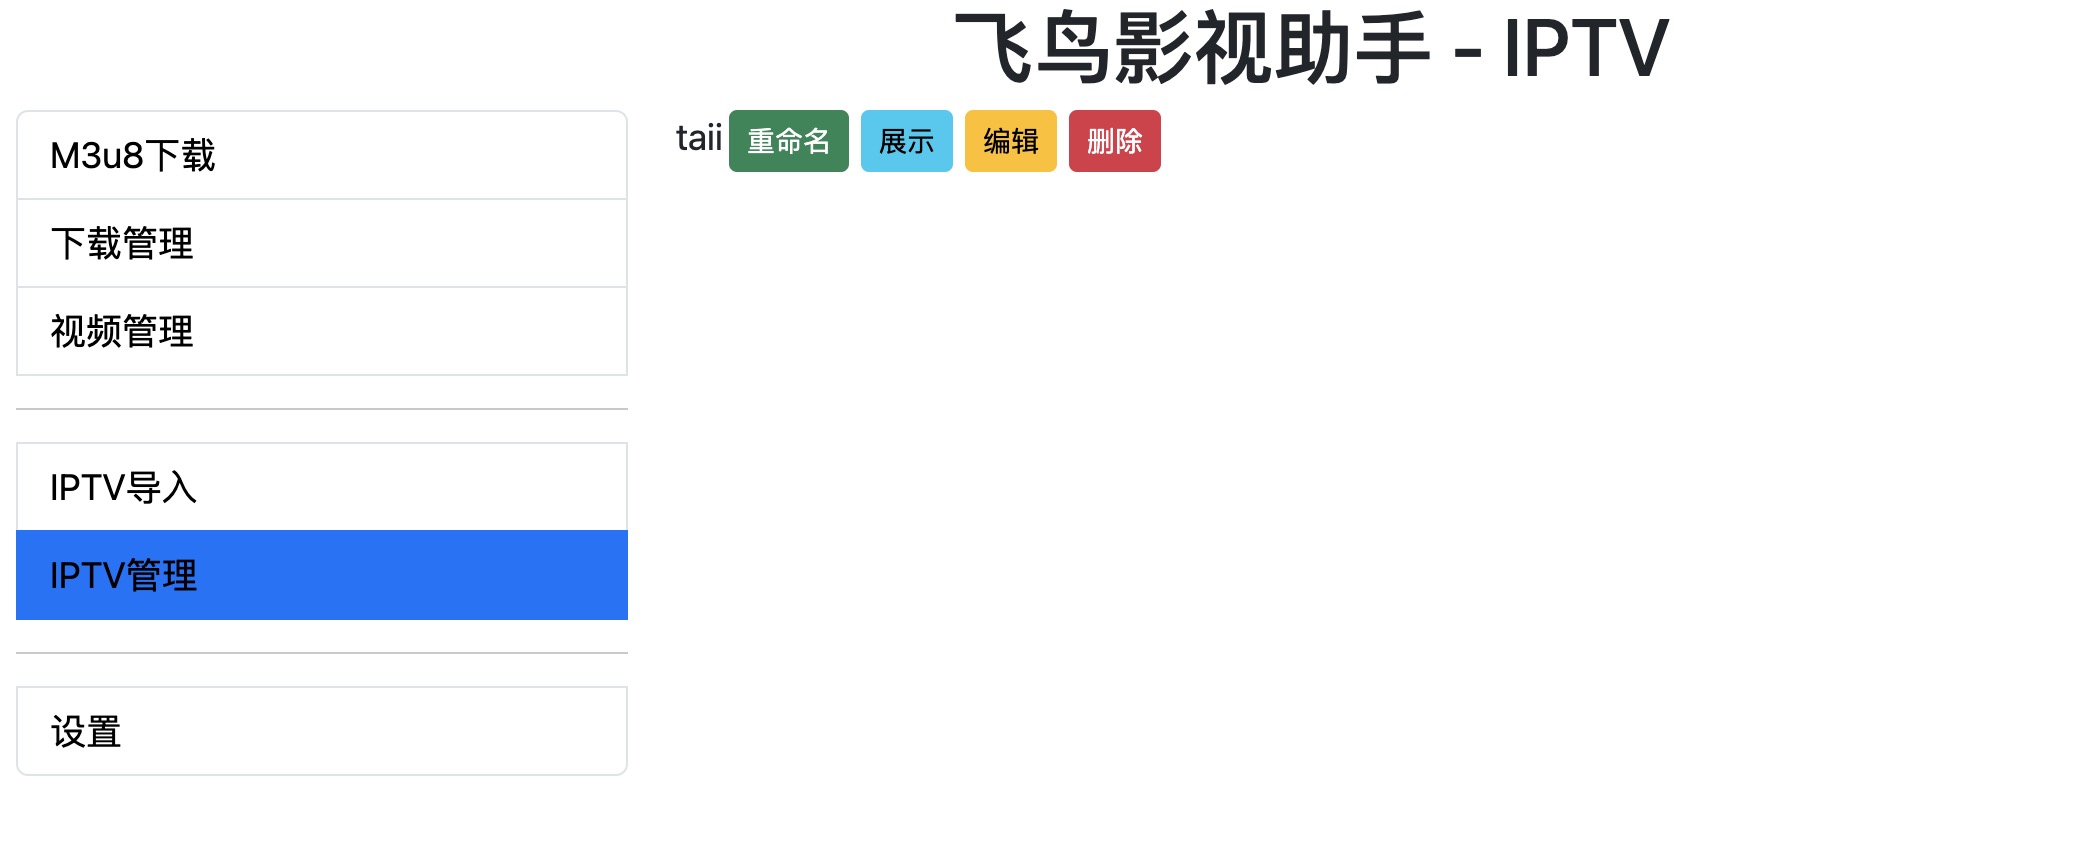 飞鸟影视助手 - IPTV
M3u8下载
下载管理
视频管理
IPTV导入
IPTV管理
设置
taii 重命名 展示 编辑 删除